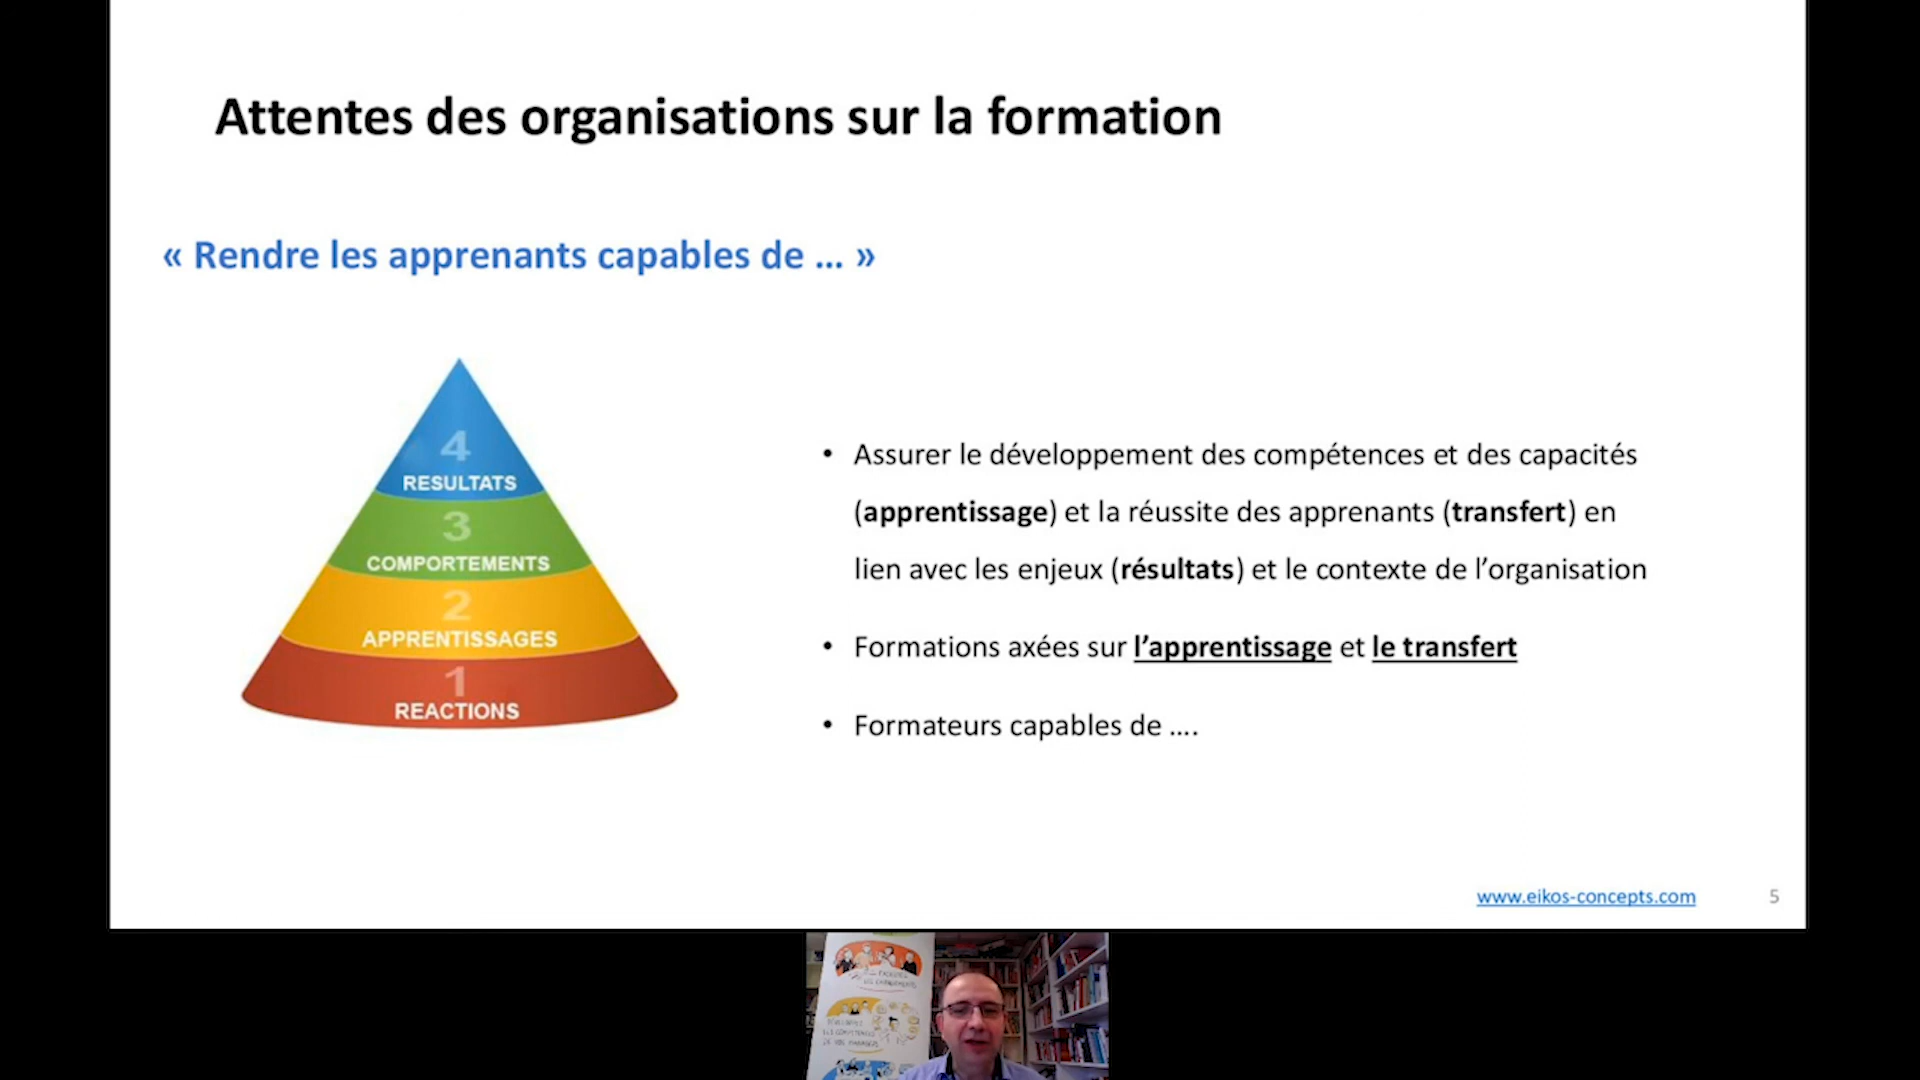 Attentes des organisations sur la formation
« Rendre les apprenants capables de ... »
4
RESULTATS
3
COMPORTEMENTS
2
APPRENTISSAGES
1
REACTIONS
• Assurer le développement des compétences et des capacités
(apprentissage) et la réussite des apprenants (transfert) en
lien avec les enjeux (résultats) et le contexte de l’organisation
• Formations axées sur l’apprentissage et le transfert
• Formateurs capables de ....
www.eikos-concepts.com
5